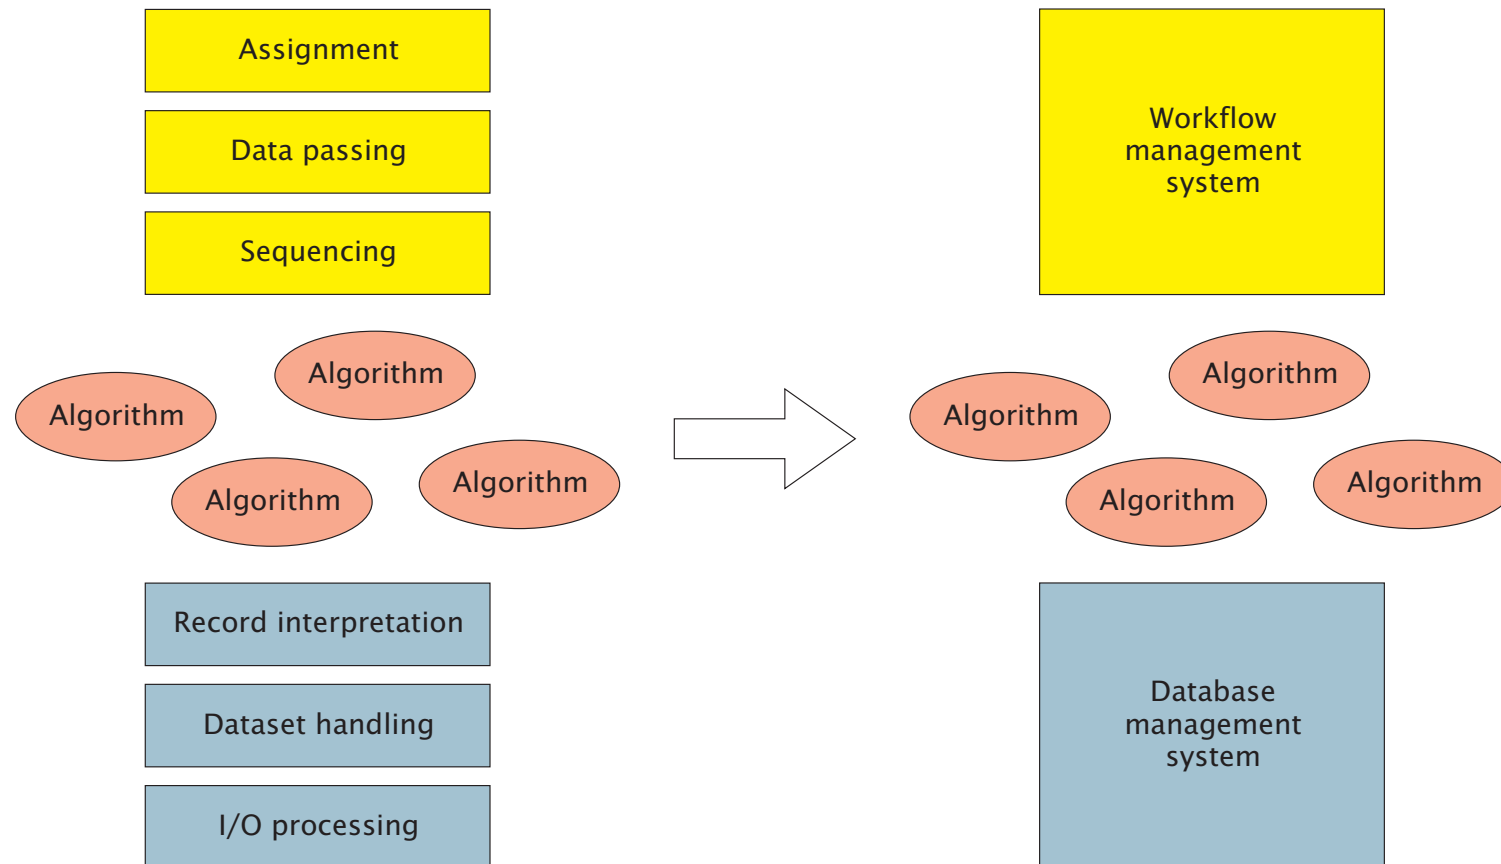 Assignment
Data passing
Sequencing
Algorithm
Algorithm
Algorithm
Algorithm
Record interpretation
Dataset handling
I/O processing
Workflow
management
system
Algorithm
Algorithm
Algorithm
Algorithm
Database
management
system